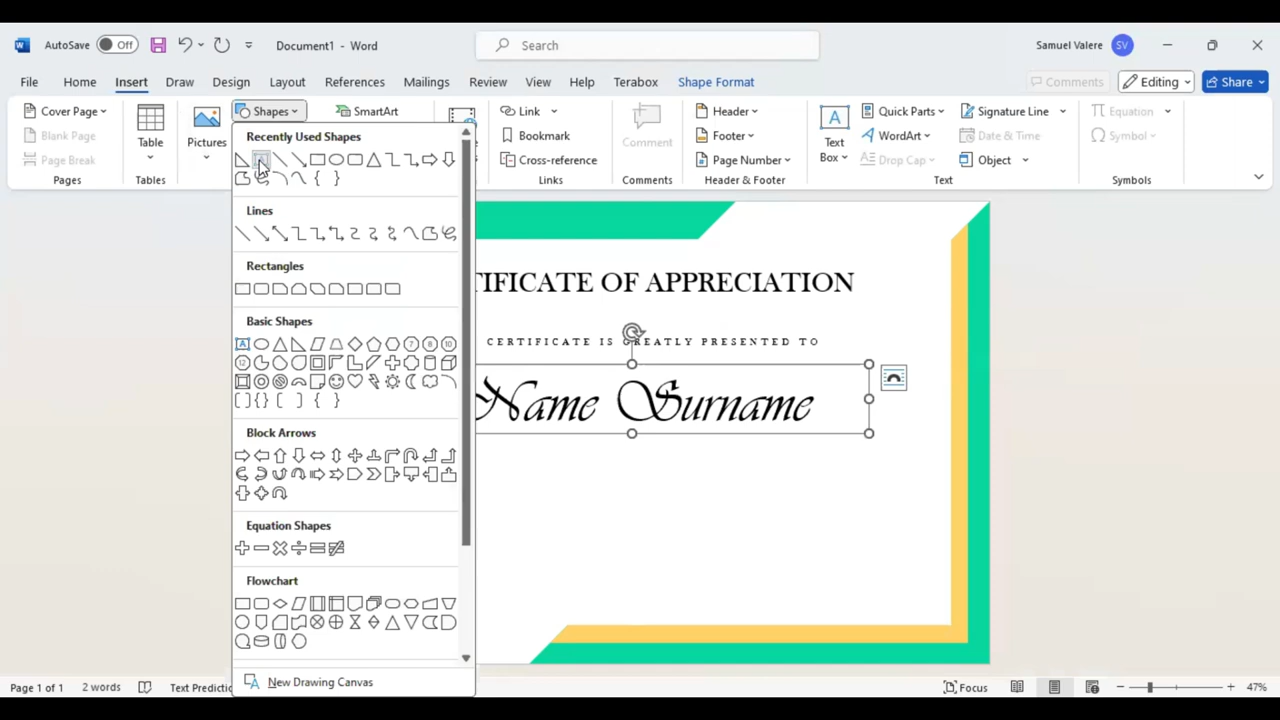 AutoSave Off Document1 - Word Search Samuel Valere SV
File Home Insert Draw Design Layout References Mailings Review View Help Terabox Shape Format Comments Editing Share
Cover Page
Blank Page
Page Break
Pages
Table
Tables
Pictures
Shapes
SmartArt
Link
Bookmark
Cross-reference
Links
Comment
Comments
Header
Footer
Page Number
Header & Footer
Text Box
Quick Parts
WordArt
Drop Cap
Signature Line
Date & Time
Object
Text
Equation
Symbol
Symbols
Recently Used Shapes
Lines
Rectangles
Basic Shapes
Block Arrows
Equation Shapes
Flowchart
New Drawing Canvas
TIFICATE OF APPRECIATION
CERTIFICATE IS GREATLY PRESENTED TO
Name Surname
Page 1 of 1 2 words Text Predictio Focus 47%